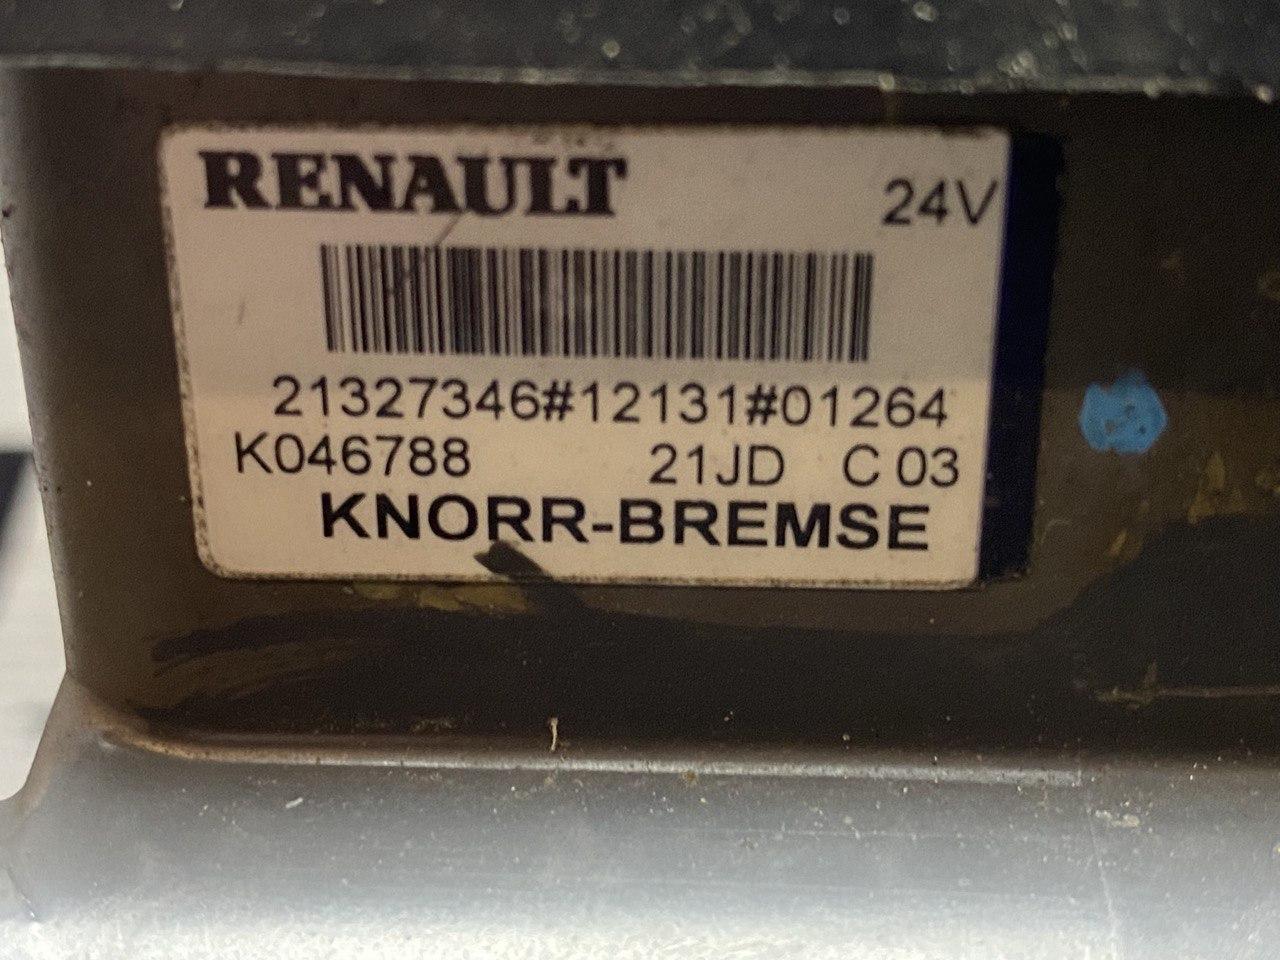 RENAULT 24V
21327346#12131#01264
K046788 21JD C 03
KNORR-BREMSE